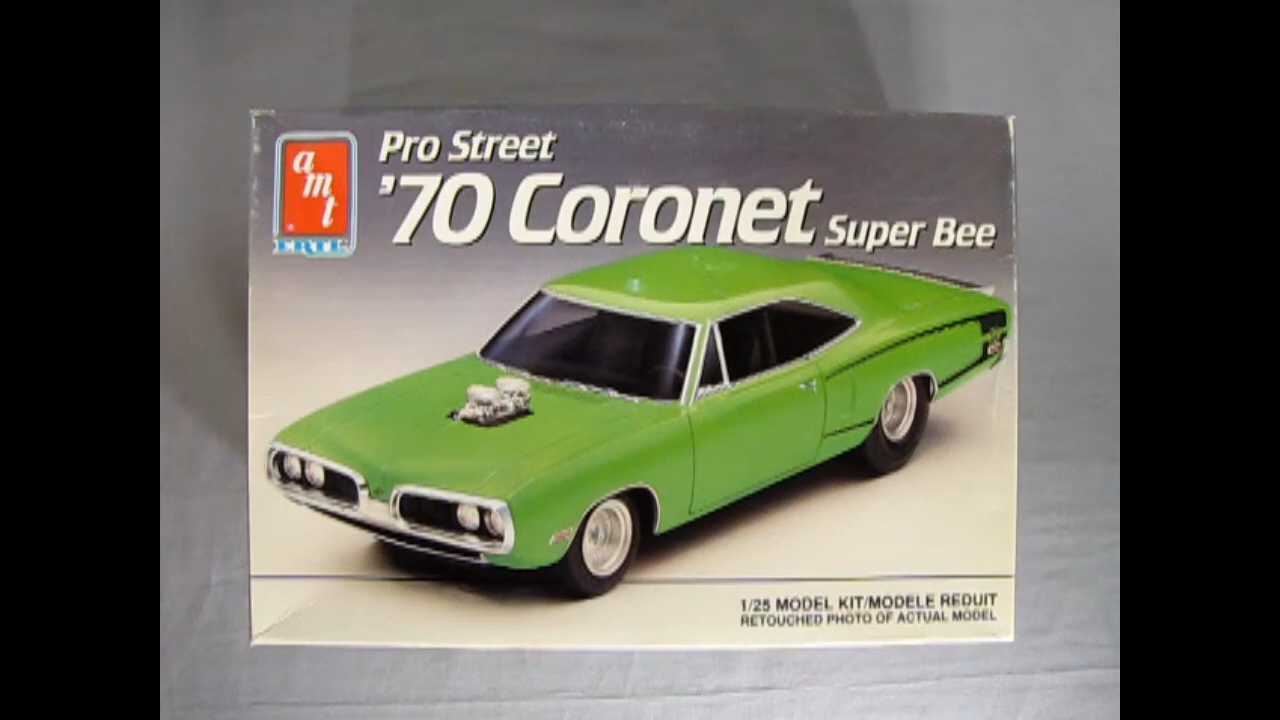 amt
ERTL
Pro Street
'70 Coronet Super Bee
1/25 MODEL KIT/MODELE REDUIT
RETOUCHED PHOTO OF ACTUAL MODEL